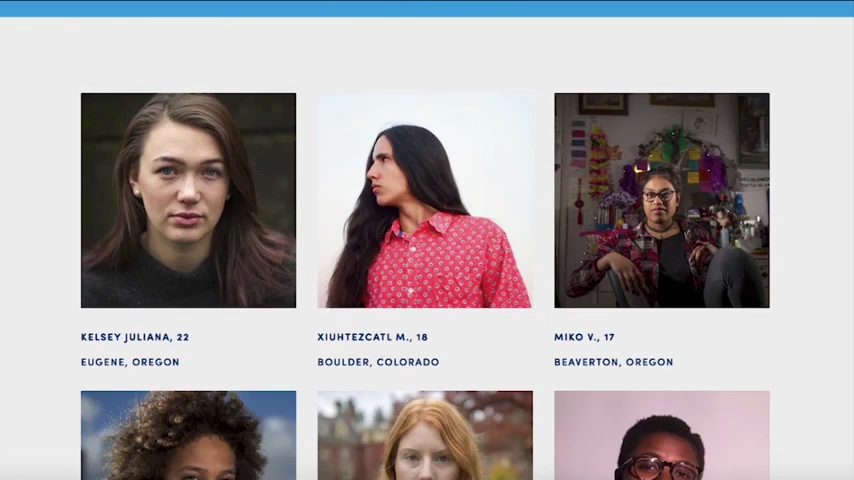 KELSEY JULIANA, 22
EUGENE, OREGON
XIUHTEZCATL M., 18
BOULDER, COLORADO
MIKO V., 17
BEAVERTON, OREGON